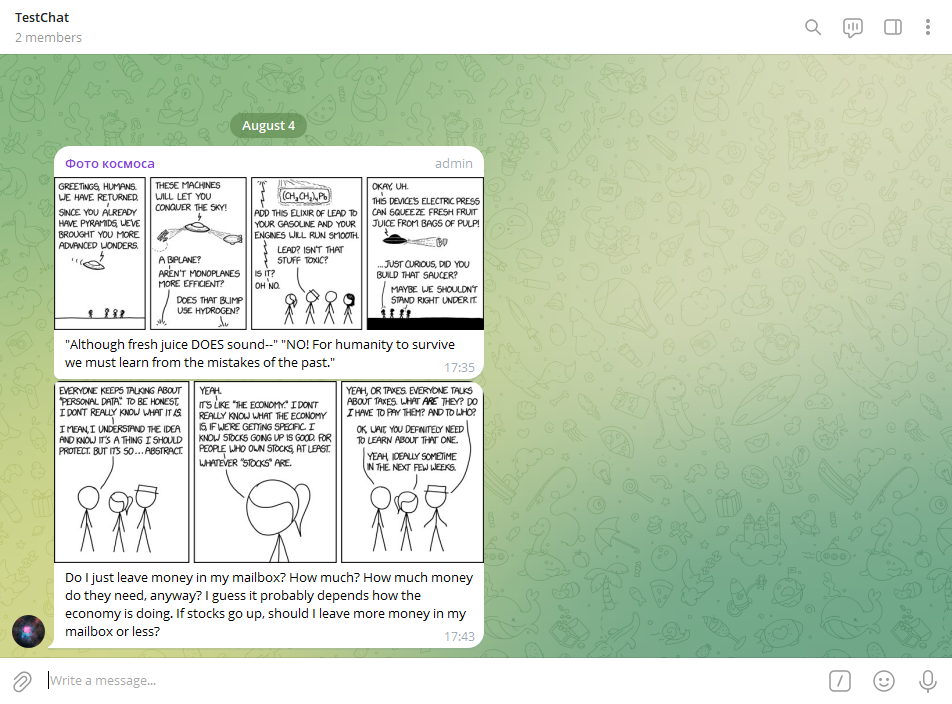 TestChat
2 members
August 4
Фото космоса
admin
GREETINGS, HUMANS.
WE HAVE RETURNED.
SINCE YOU ALREADY
HAVE PYRAMIDS, WE'VE
BROUGHT YOU MORE
ADVANCED WONDERS.
THESE MACHINES
WILL LET YOU
CONQUER THE SKY!
A BIPLANE?
AREN'T MONOPLANES
MORE EFFICIENT?
DOES THAT BLIMP
USE HYDROGEN?
(CH₃CH₂)₄Pb
ADD THIS ELIXIR OF LEAD TO
YOUR GASOLINE AND YOUR
ENGINES WILL RUN SMOOTH.
LEAD? ISN'T THAT
STUFF TOXIC?
IS IT?
OH NO.
OKAY, UH.
THIS DEVICE'S ELECTRIC PRESS
CAN SQUEEZE FRESH FRUIT
JUICE FROM BAGS OF PULP!
...JUST CURIOUS, DID YOU
BUILD THAT SAUCER?
MAYBE WE SHOULDN'T
STAND RIGHT UNDER IT.
"Although fresh juice DOES sound--" "NO! For humanity to survive
we must learn from the mistakes of the past."
17:35
EVERYONE KEEPS TALKING ABOUT
"PERSONAL DATA." TO BE HONEST,
I DON'T REALLY KNOW WHAT IT IS.
I MEAN, I UNDERSTAND THE IDEA
AND KNOW IT'S A THING I SHOULD
PROTECT. BUT IT'S SO... ABSTRACT.
YEAH.
IT'S LIKE "THE ECONOMY." I DON'T
REALLY KNOW WHAT THE ECONOMY
IS, IF WE'RE GETTING SPECIFIC. I
KNOW STOCKS GOING UP IS GOOD. FOR
PEOPLE WHO OWN STOCKS, AT LEAST.
WHATEVER "STOCKS" ARE.
YEAH, OR TAXES. EVERYONE TALKS
ABOUT TAXES. WHAT ARE THEY? DO
I HAVE TO PAY THEM? AND TO WHO?
OK, WAIT, YOU DEFINITELY NEED
TO LEARN ABOUT THAT ONE.
YEAH, IDEALLY SOMETIME
IN THE NEXT FEW WEEKS.
Do I just leave money in my mailbox? How much? How much money
do they need, anyway? I guess it probably depends how the
economy is doing. If stocks go up, should I leave more money in my
mailbox or less?
17:43
Write a message...